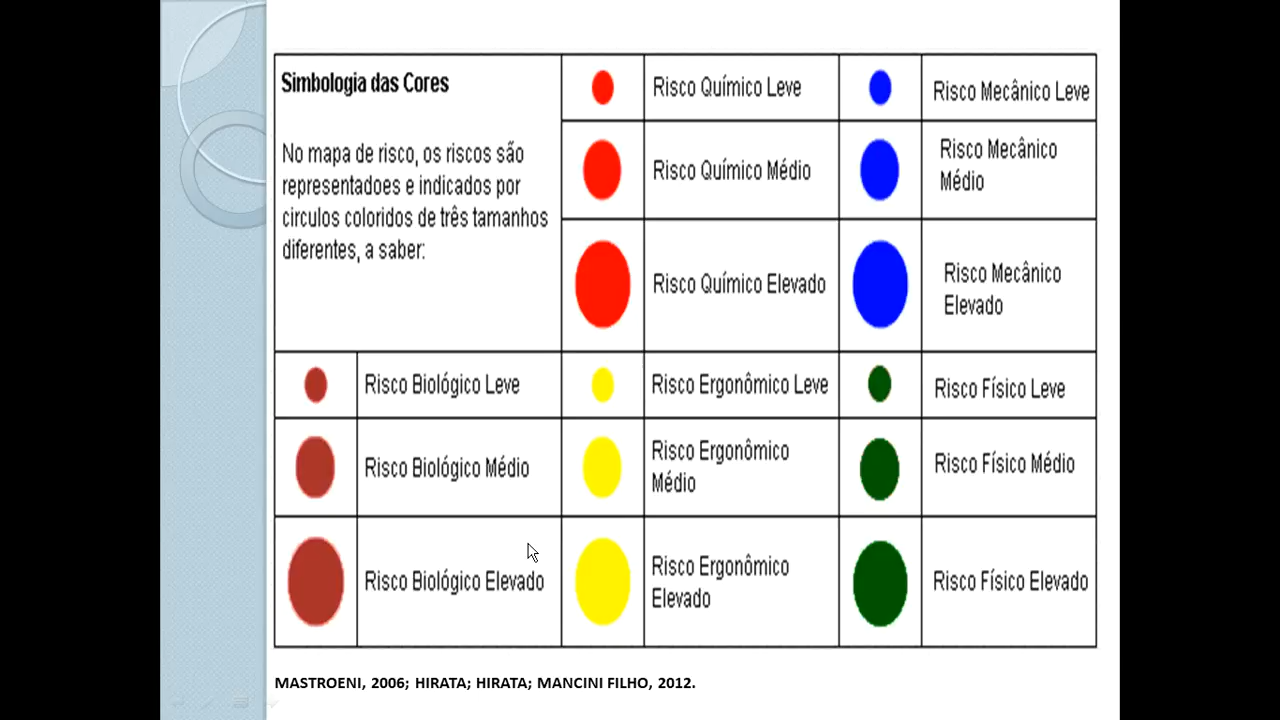 Simbologia das Cores
No mapa de risco, os riscos são
representadoes e indicados por
circulos coloridos de três tamanhos
diferentes, a saber:
Risco Químico Leve
Risco Mecânico Leve
Risco Químico Médio
Risco Mecânico
Médio
Risco Químico Elevado
Risco Mecânico
Elevado
Risco Biológico Leve
Risco Ergonômico Leve
Risco Físico Leve
Risco Biológico Médio
Risco Ergonômico
Médio
Risco Físico Médio
Risco Biológico Elevado
Risco Ergonômico
Elevado
Risco Físico Elevado
MASTROENI, 2006; HIRATA; HIRATA; MANCINI FILHO, 2012.